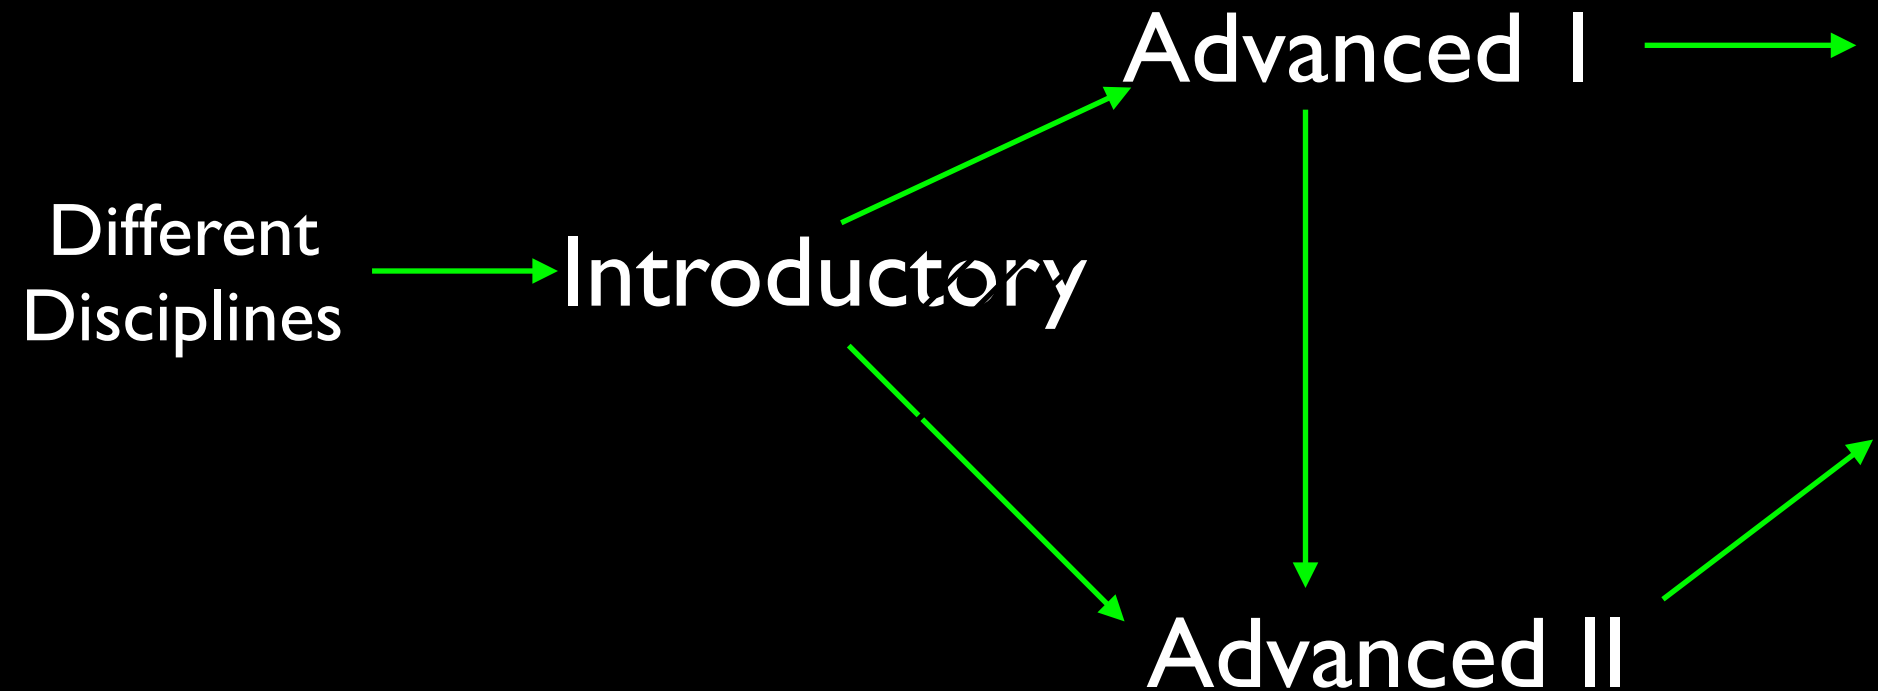 Advanced I
Different
Disciplines
Introductory
Advanced II